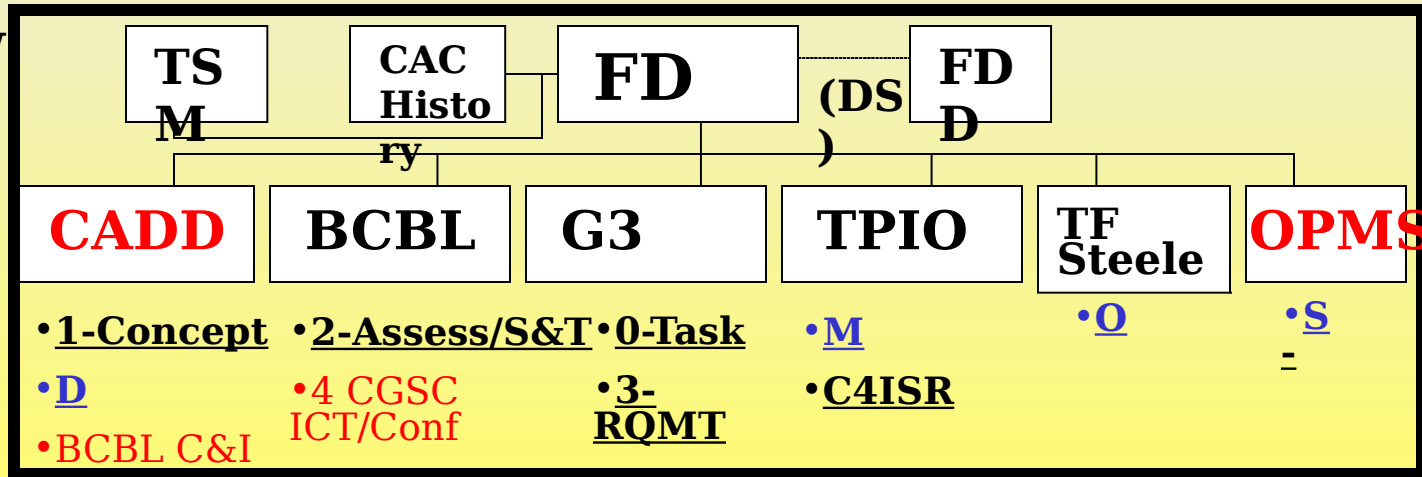 TS
M
CAC
Histo
ry
FD
(DS
)
FD
D
CADD
BCBL
G3
TPIO
TF
Steele
OPMS
•1-Concept
•D
•BCBL C&I
•2-Assess/S&T
•4 CGSC
ICT/Conf
•0-Task
•3-
RQMT
•M
•C4ISR
•O
•S
-